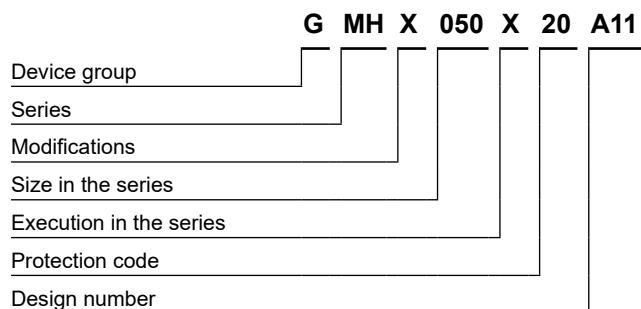 G MH X 050 X 20 A11
Device group
Series
Modifications
Size in the series
Execution in the series
Protection code
Design number